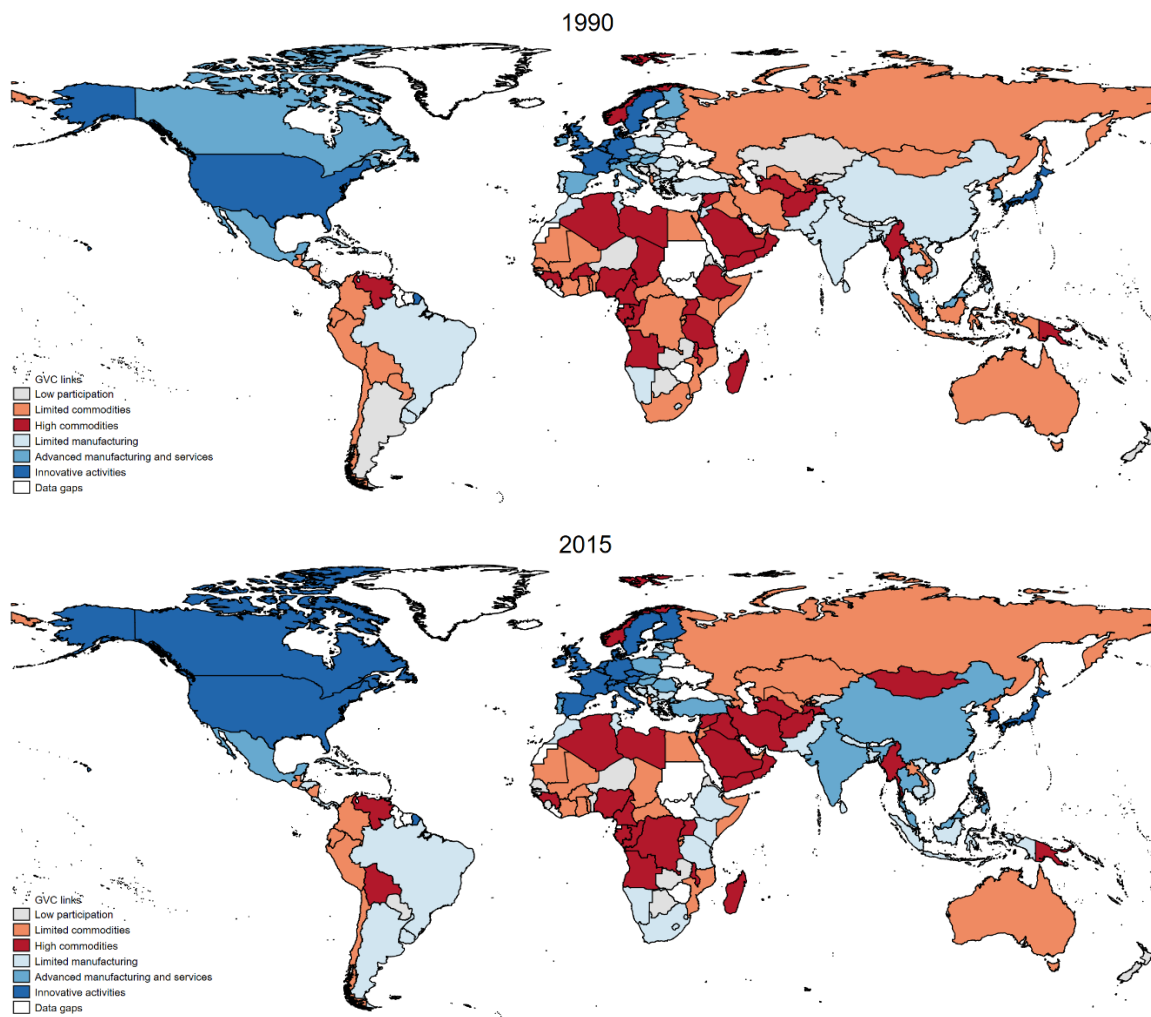 1990
GVC links
Low participation
Limited commodities
High commodities
Limited manufacturing
Advanced manufacturing and services
Innovative activities
Data gaps
2015
GVC links
Low participation
Limited commodities
High commodities
Limited manufacturing
Advanced manufacturing and services
Innovative activities
Data gaps